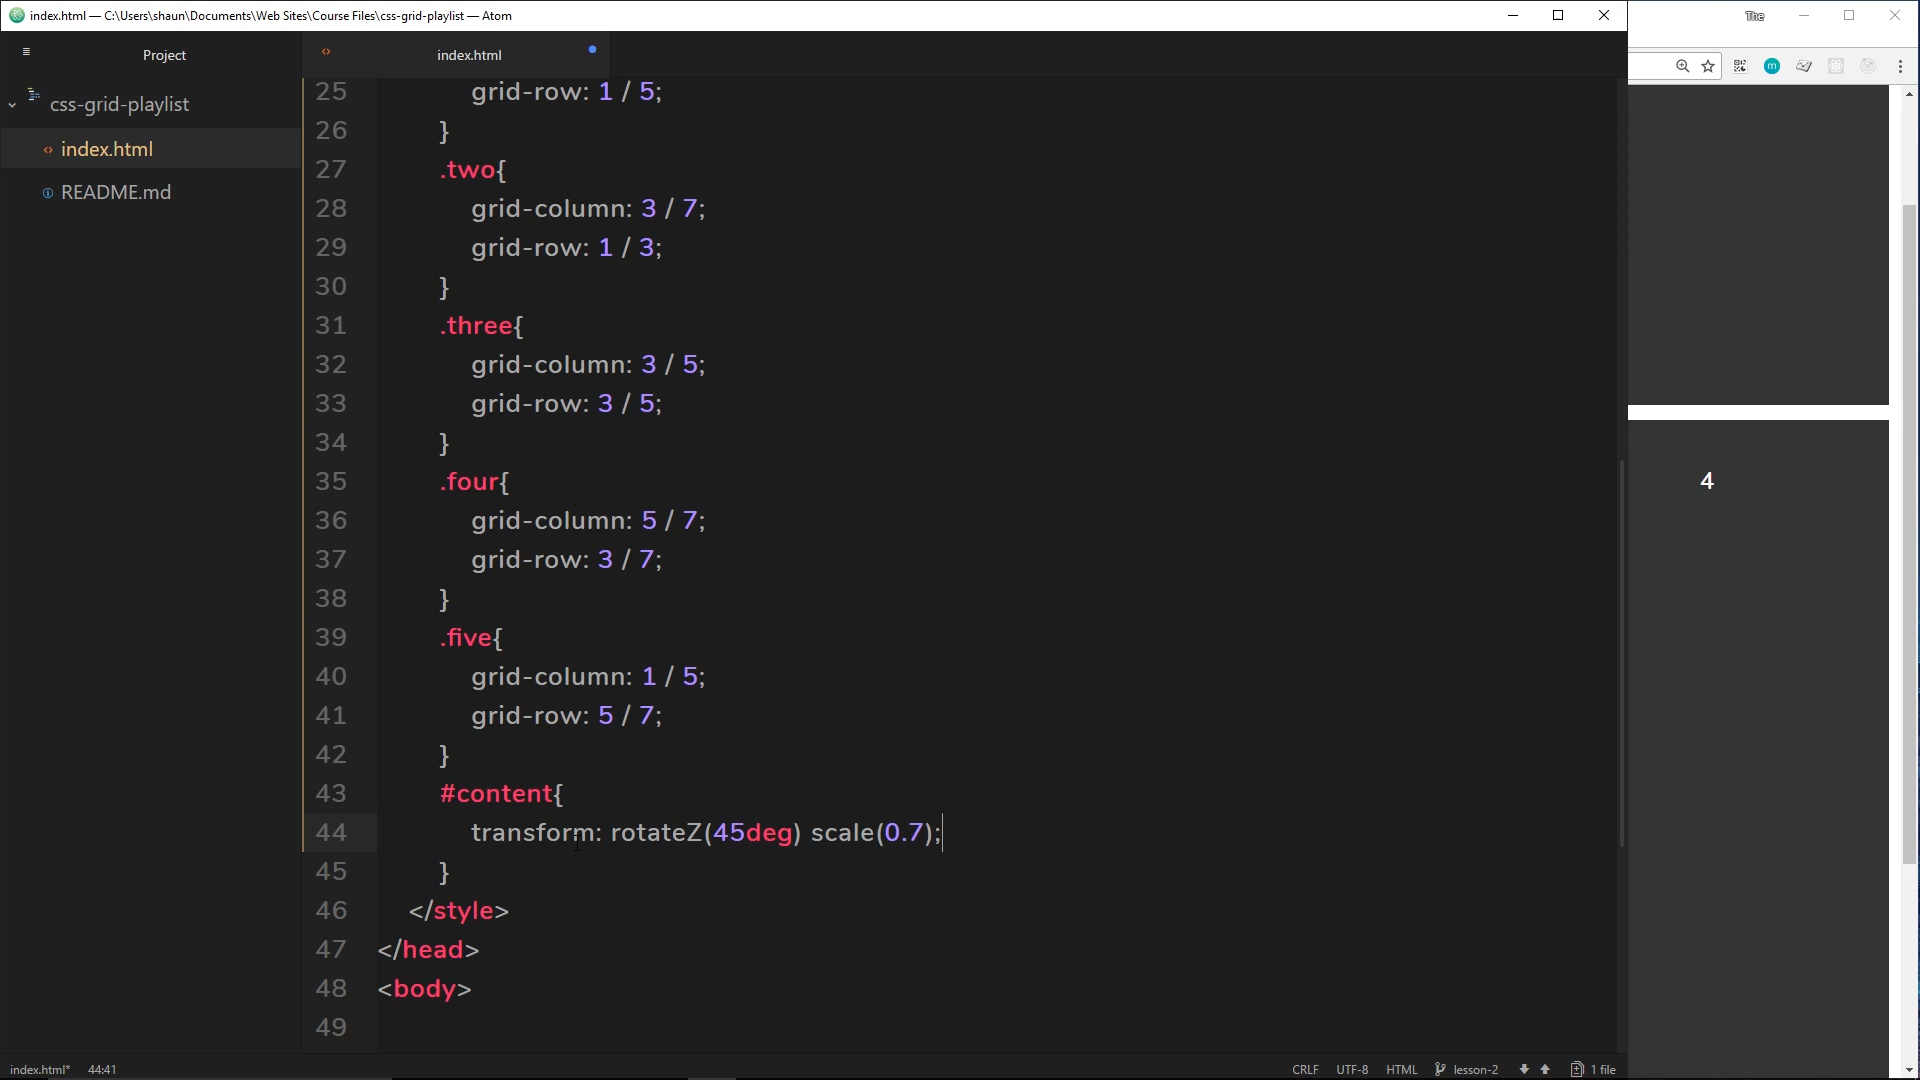 index.html — C:\Users\shaun\Documents\Web Sites\Course Files\css-grid-playlist — Atom
The
Project
index.html
css-grid-playlist
index.html
README.md
25 grid-row: 1 / 5;
26 }
27 .two{
28 grid-column: 3 / 7;
29 grid-row: 1 / 3;
30 }
31 .three{
32 grid-column: 3 / 5;
33 grid-row: 3 / 5;
34 }
35 .four{
36 grid-column: 5 / 7;
37 grid-row: 3 / 7;
38 }
39 .five{
40 grid-column: 1 / 5;
41 grid-row: 5 / 7;
42 }
43 #content{
44 transform: rotateZ(45deg) scale(0.7);
45 }
46 </style>
47 </head>
48 <body>
49
4
m
index.html* 44:41
CRLF UTF-8 HTML lesson-2 1 file